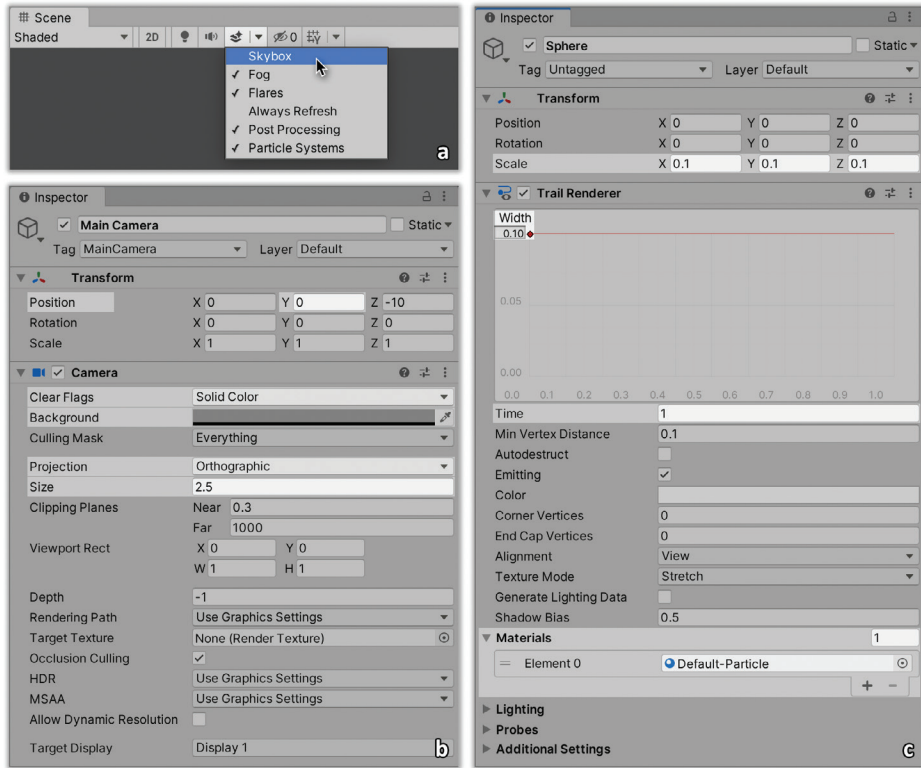 Scene
Shaded 2D 0
Skybox
✓ Fog
✓ Flares
Always Refresh
✓ Post Processing
✓ Particle Systems
a
Inspector
✓ Main Camera Static
Tag MainCamera Layer Default
Transform
Position X 0 Y 0 Z -10
Rotation X 0 Y 0 Z 0
Scale X 1 Y 1 Z 1
✓ Camera
Clear Flags Solid Color
Background
Culling Mask Everything
Projection Orthographic
Size 2.5
Clipping Planes Near 0.3
Far 1000
Viewport Rect X 0 Y 0
W 1 H 1
Depth -1
Rendering Path Use Graphics Settings
Target Texture None (Render Texture)
Occlusion Culling ✓
HDR Use Graphics Settings
MSAA Use Graphics Settings
Allow Dynamic Resolution
Target Display Display 1
b
Inspector
✓ Sphere Static
Tag Untagged Layer Default
Transform
Position X 0 Y 0 Z 0
Rotation X 0 Y 0 Z 0
Scale X 0.1 Y 0.1 Z 0.1
✓ Trail Renderer
Width
0.10
0.05
0.00
0.0 0.1 0.2 0.3 0.4 0.5 0.6 0.7 0.8 0.9 1.0
Time 1
Min Vertex Distance 0.1
Autodestruct
Emitting ✓
Color
Corner Vertices 0
End Cap Vertices 0
Alignment View
Texture Mode Stretch
Generate Lighting Data
Shadow Bias 0.5
Materials 1
Element 0 Default-Particle
+ −
Lighting
Probes
Additional Settings
c